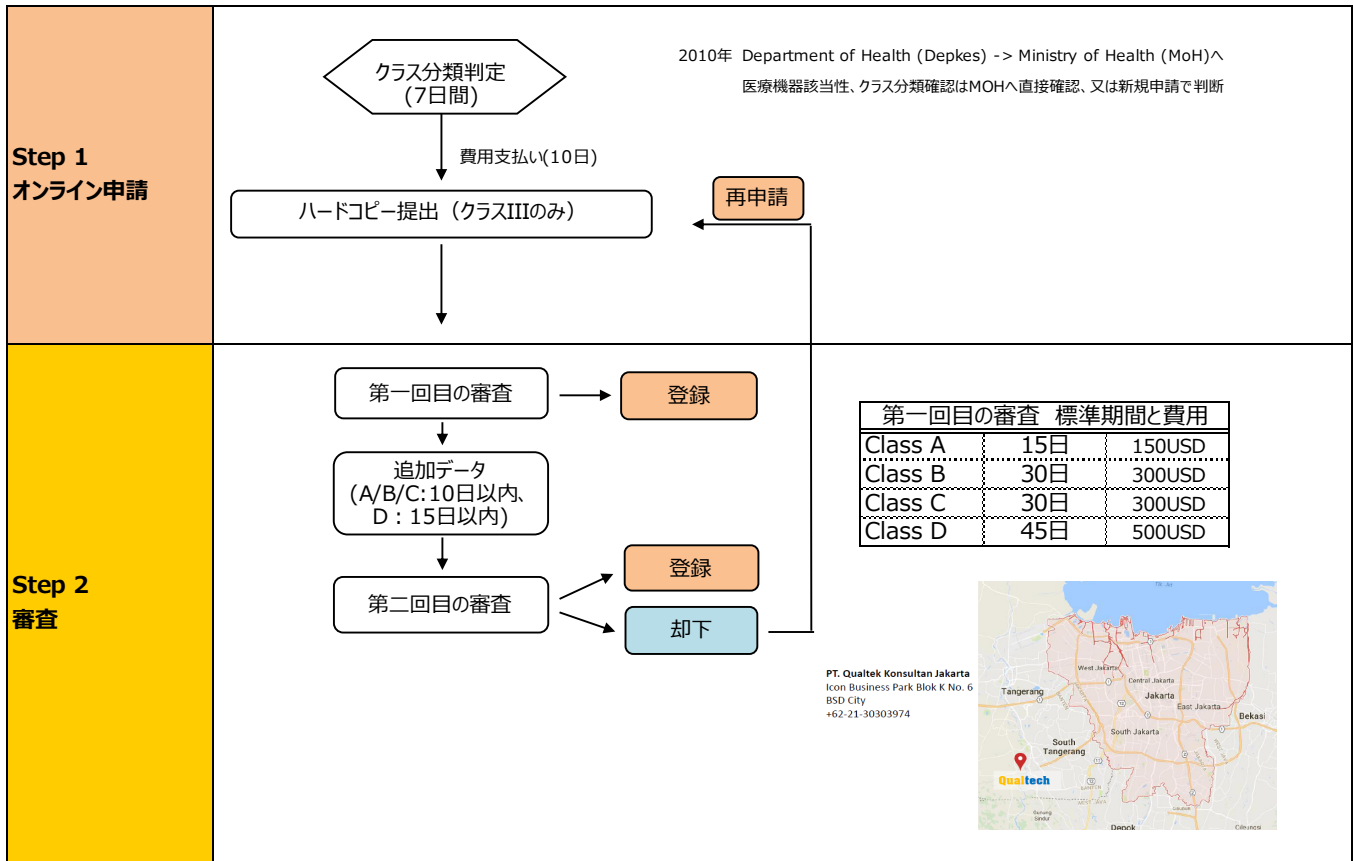 Step 1
オンライン申請
クラス分類判定
(7日間)
2010年 Department of Health (Depkes) -> Ministry of Health (MoH)へ
医療機器該当性、クラス分類確認はMOHへ直接確認、又は新規申請で判断
費用支払い(10日)
ハードコピー提出（クラスIIIのみ）
再申請
Step 2
審査
第一回目の審査
登録
追加データ
(A/B/C:10日以内、
D：15日以内)
第二回目の審査
登録
却下
第一回目の審査 標準期間と費用
Class A 15日 150USD
Class B 30日 300USD
Class C 30日 300USD
Class D 45日 500USD
PT. Qualtek Konsultan Jakarta
Icon Business Park Blok K No. 6
BSD City
+62-21-30303974
West Jakarta
Central Jakarta
Tangerang
Jakarta
East Jakarta
Bekasi
South Jakarta
South
Tangerang
Qualtech
Gunung
Sindur
Depok
Cileungsi